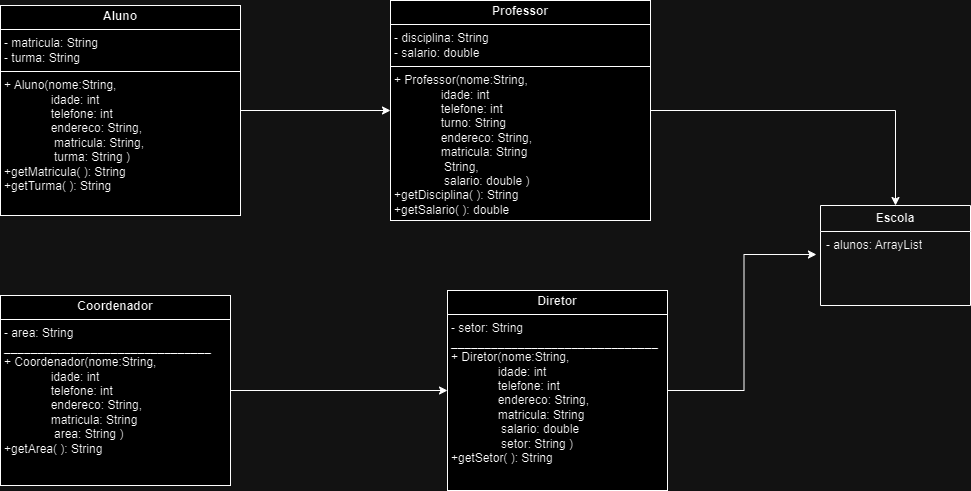 Aluno
- matricula: String
- turma: String
+ Aluno(nome:String,
idade: int
telefone: int
endereco: String,
matricula: String,
turma: String )
+getMatricula( ): String
+getTurma( ): String
Professor
- disciplina: String
- salario: double
+ Professor(nome:String,
idade: int
telefone: int
turno: String
endereco: String,
matricula: String
String,
salario: double )
+getDisciplina( ): String
+getSalario( ): double
Escola
- alunos: ArrayList
Coordenador
- area: String
+ Coordenador(nome:String,
idade: int
telefone: int
endereco: String,
matricula: String
area: String )
+getArea( ): String
Diretor
- setor: String
+ Diretor(nome:String,
idade: int
telefone: int
endereco: String,
matricula: String
salario: double
setor: String )
+getSetor( ): String